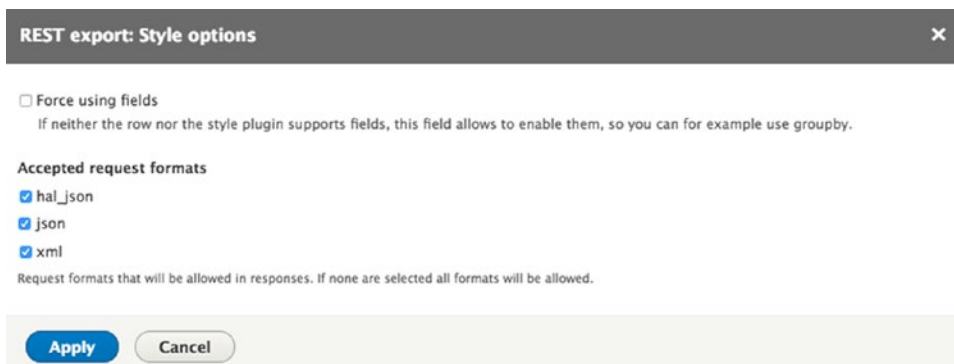 REST export: Style options
Force using fields
If neither the row nor the style plugin supports fields, this field allows to enable them, so you can for example use groupby.
Accepted request formats
hal_json
json
xml
Request formats that will be allowed in responses. If none are selected all formats will be allowed.
Apply Cancel